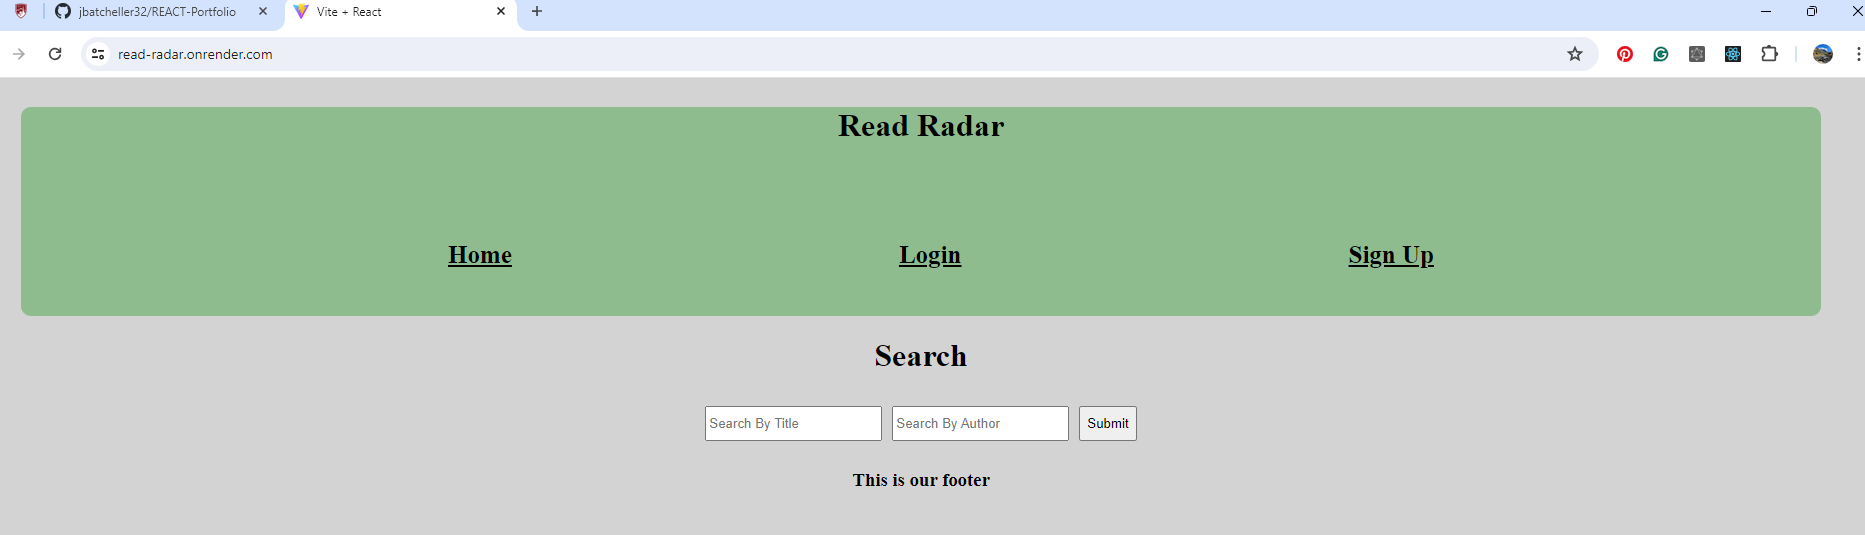 jbatcheller32/REACT-Portfolio
Vite + React
read-radar.onrender.com
Read Radar
Home Login Sign Up
Search
Search By Title Search By Author Submit
This is our footer